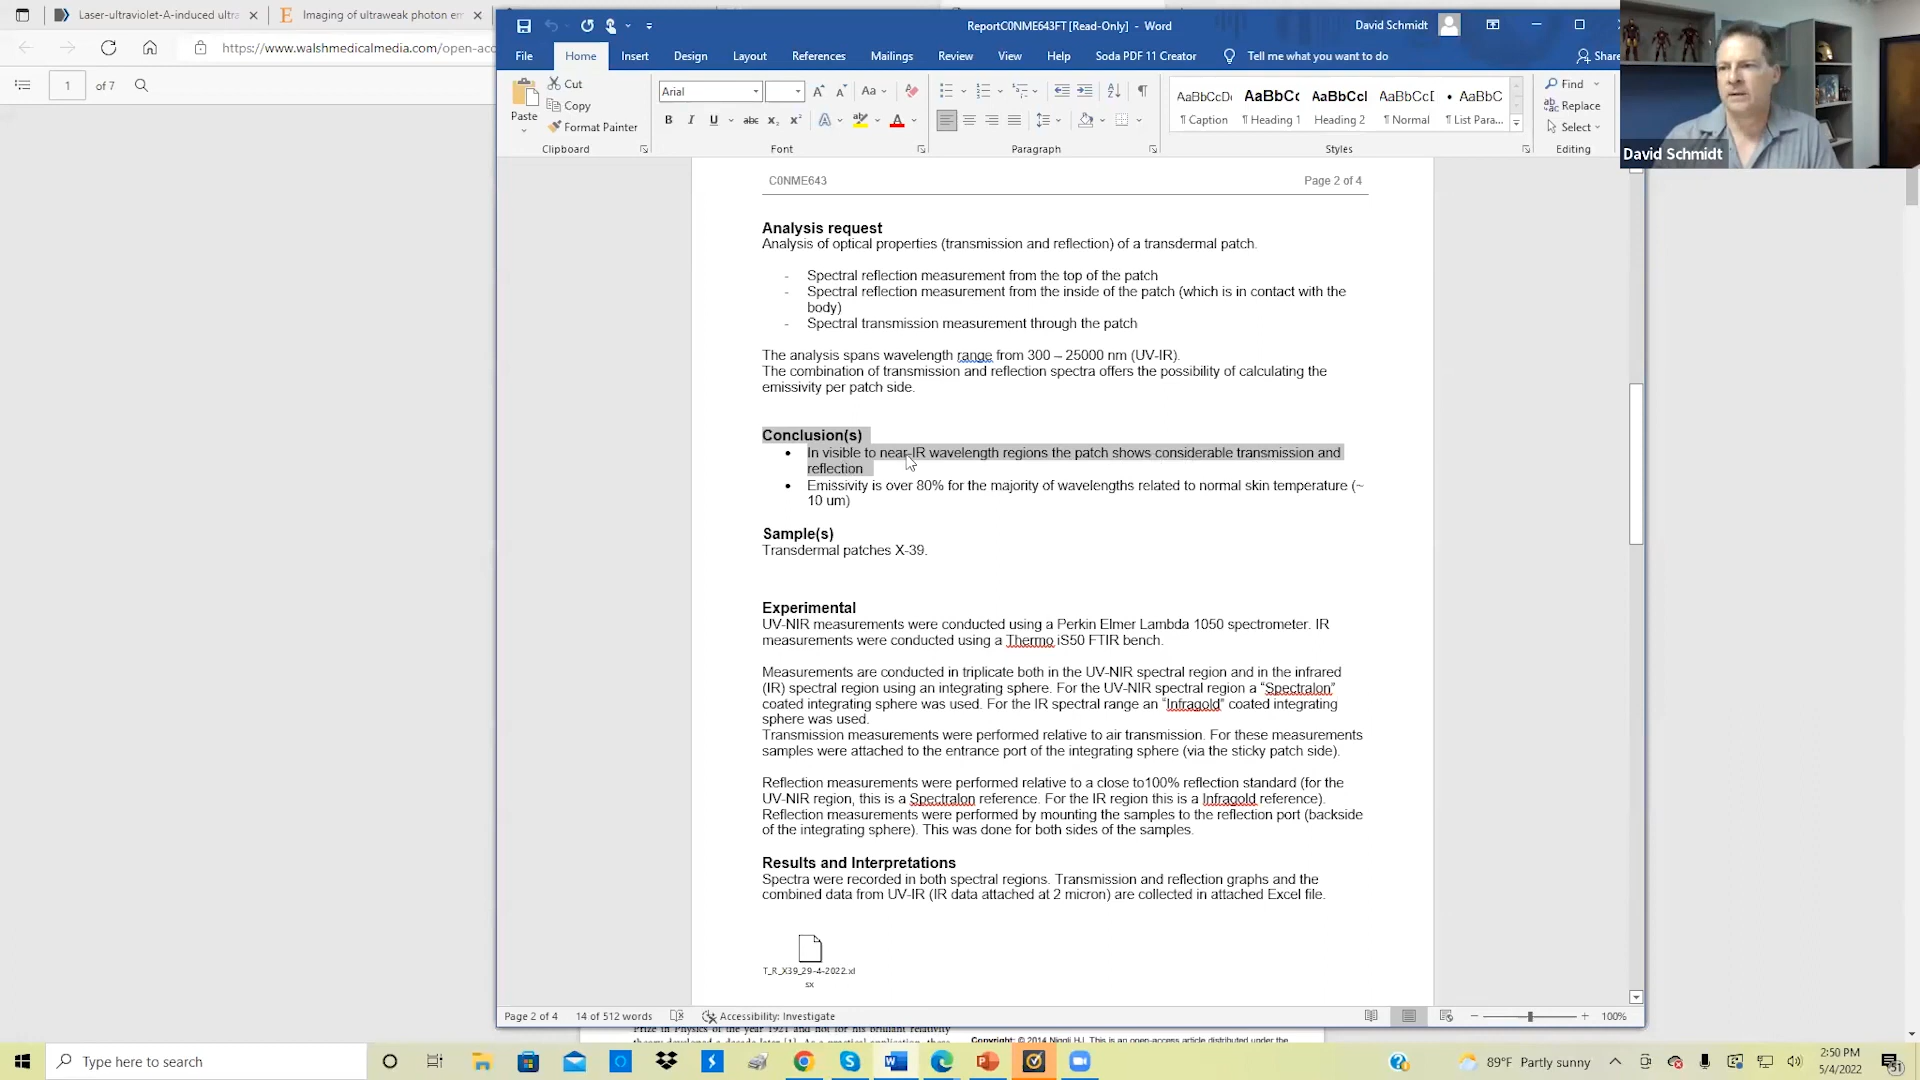 Laser-ultraviolet-A-induced ultra
Imaging of ultraweak photon em
ReportC0NME643FT [Read-Only] - Word
David Schmidt
https://www.walshmedicalmedia.com/open-acc
1 of 7
File Home Insert Design Layout References Mailings Review View Help Soda PDF 11 Creator Tell me what you want to do Share
Paste
Cut
Copy
Format Painter
Clipboard
Arial
Font
Paragraph
AaBbCcDc AaBbCc AaBbCcI AaBbCcD • AaBbC
¶ Caption ¶ Heading 1 Heading 2 ¶ Normal ¶ List Para...
Styles
Find
Replace
Select
Editing
David Schmidt
C0NME643 Page 2 of 4
Analysis request
Analysis of optical properties (transmission and reflection) of a transdermal patch.
- Spectral reflection measurement from the top of the patch
- Spectral reflection measurement from the inside of the patch (which is in contact with the
body)
- Spectral transmission measurement through the patch
The analysis spans wavelength range from 300 – 25000 nm (UV-IR).
The combination of transmission and reflection spectra offers the possibility of calculating the
emissivity per patch side.
Conclusion(s)
• In visible to near-IR wavelength regions the patch shows considerable transmission and
reflection
• Emissivity is over 80% for the majority of wavelengths related to normal skin temperature (~
10 um)
Sample(s)
Transdermal patches X-39.
Experimental
UV-NIR measurements were conducted using a Perkin Elmer Lambda 1050 spectrometer. IR
measurements were conducted using a Thermo iS50 FTIR bench.
Measurements are conducted in triplicate both in the UV-NIR spectral region and in the infrared
(IR) spectral region using an integrating sphere. For the UV-NIR spectral region a “Spectralon”
coated integrating sphere was used. For the IR spectral range an “Infragold” coated integrating
sphere was used.
Transmission measurements were performed relative to air transmission. For these measurements
samples were attached to the entrance port of the integrating sphere (via the sticky patch side).
Reflection measurements were performed relative to a close to100% reflection standard (for the
UV-NIR region, this is a Spectralon reference. For the IR region this is a Infragold reference).
Reflection measurements were performed by mounting the samples to the reflection port (backside
of the integrating sphere). This was done for both sides of the samples.
Results and Interpretations
Spectra were recorded in both spectral regions. Transmission and reflection graphs and the
combined data from UV-IR (IR data attached at 2 micron) are collected in attached Excel file.
T_R_X39_29-4-2022.xl
sx
Page 2 of 4 14 of 512 words Accessibility: Investigate 100%
Prize in Physics of the year 1921 and not for his brilliant relativity
Copyright: © 2014 Niggli HJ. This is an open-access article distributed under the
Type here to search
89°F Partly sunny
2:50 PM
5/4/2022
51